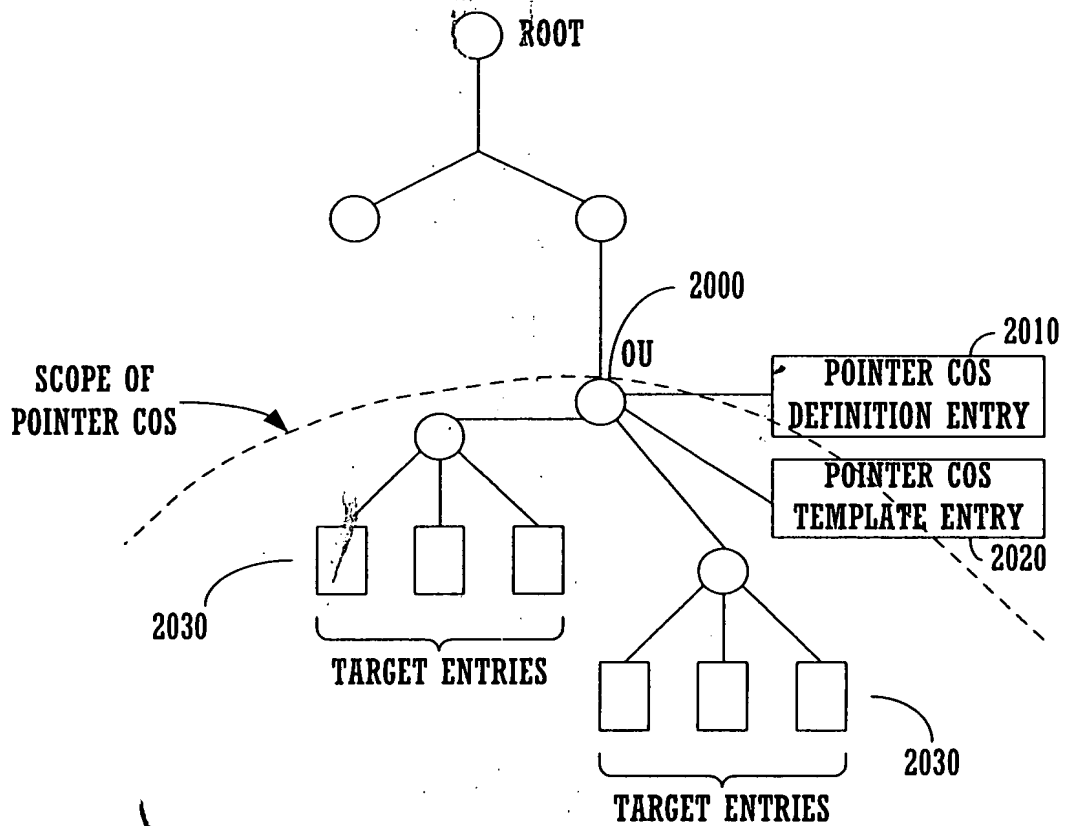 ROOT
2000
2010
OU
SCOPE OF
POINTER COS
POINTER COS
DEFINITION ENTRY
POINTER COS
TEMPLATE ENTRY
2020
2030
TARGET ENTRIES
2030
TARGET ENTRIES